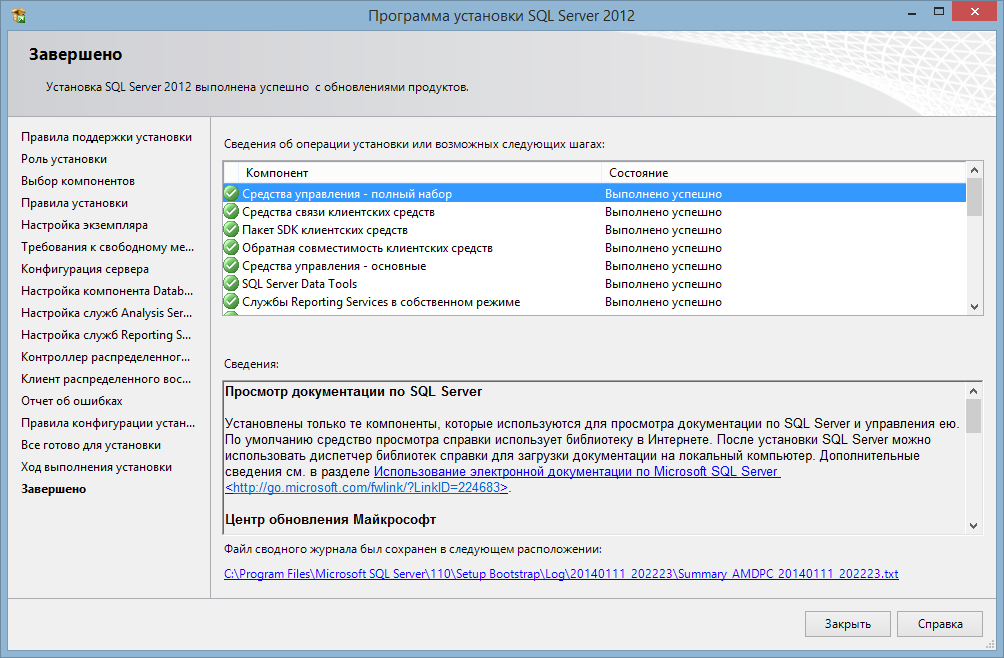 Программа установки SQL Server 2012
Завершено
Установка SQL Server 2012 выполнена успешно с обновлениями продуктов.
Правила поддержки установки
Роль установки
Выбор компонентов
Правила установки
Настройка экземпляра
Требования к свободному ме...
Конфигурация сервера
Настройка компонента Datab...
Настройка служб Analysis Ser...
Настройка служб Reporting S...
Контроллер распределенног...
Клиент распределенного вос...
Отчет об ошибках
Правила конфигурации устан...
Все готово для установки
Ход выполнения установки
Завершено
Сведения об операции установки или возможных следующих шагах:
Компонент Состояние
Средства управления - полный набор Выполнено успешно
Средства связи клиентских средств Выполнено успешно
Пакет SDK клиентских средств Выполнено успешно
Обратная совместимость клиентских средств Выполнено успешно
Средства управления - основные Выполнено успешно
SQL Server Data Tools Выполнено успешно
Службы Reporting Services в собственном режиме Выполнено успешно
Сведения:
Просмотр документации по SQL Server
Установлены только те компоненты, которые используются для просмотра документации по SQL Server и управления ею.
По умолчанию средство просмотра справки использует библиотеку в Интернете. После установки SQL Server можно
использовать диспетчер библиотек справки для загрузки документации на локальный компьютер. Дополнительные
сведения см. в разделе Использование электронной документации по Microsoft SQL Server
<http://go.microsoft.com/fwlink/?LinkID=224683>.
Центр обновления Майкрософт
Файл сводного журнала был сохранен в следующем расположении:
C:\Program Files\Microsoft SQL Server\110\Setup Bootstrap\Log\20140111_202223\Summary_AMDPC_20140111_202223.txt
Закрыть Справка